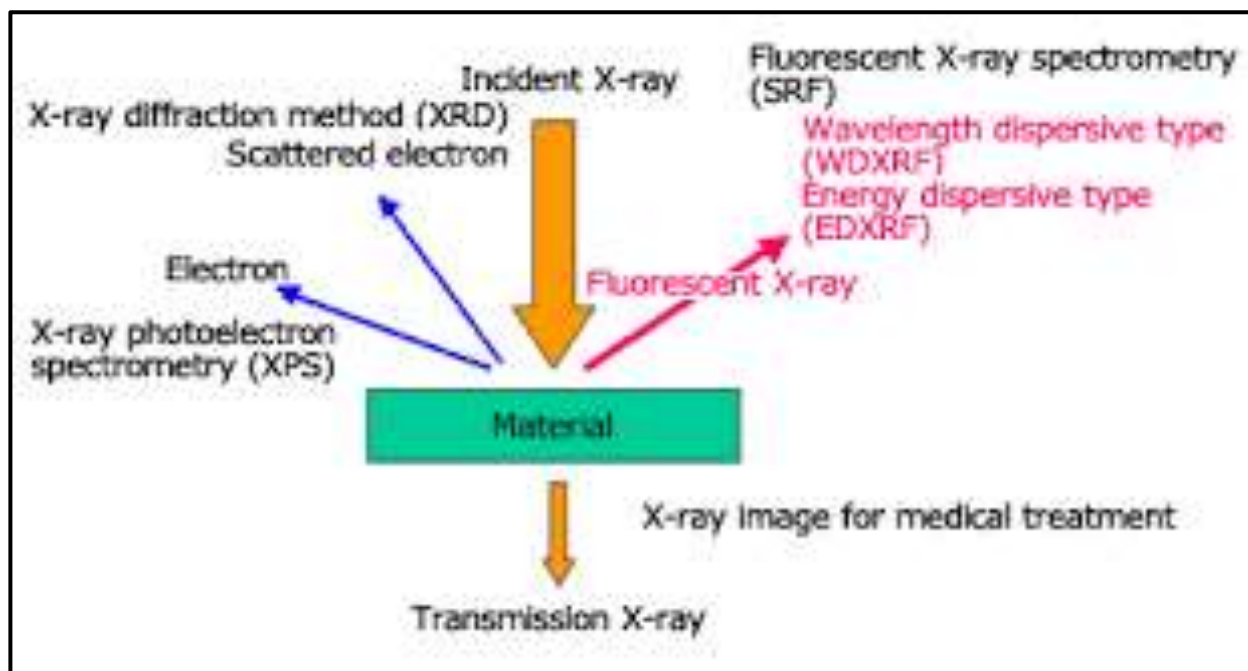 Incident X-ray
X-ray diffraction method (XRD)
Scattered electron
Electron
X-ray photoelectron
spectrometry (XPS)
Fluorescent X-ray spectrometry
(SRF)
Wavelength dispersive type
(WDXRF)
Energy dispersive type
(EDXRF)
Fluorescent X-ray
Material
X-ray image for medical treatment
Transmission X-ray